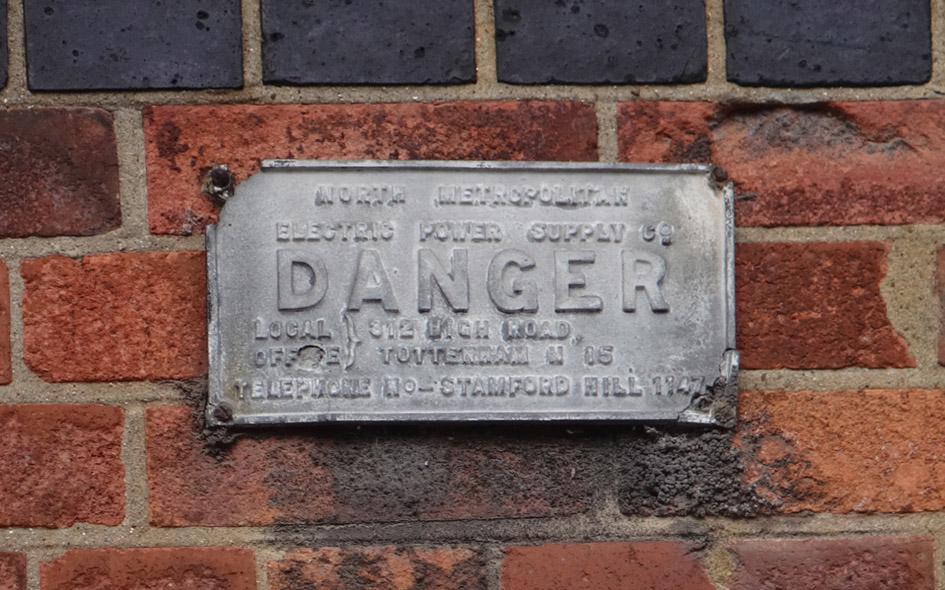 NORTH METROPOLITAN
ELECTRIC POWER SUPPLY CO
DANGER
LOCAL OFFICE } 312 HIGH ROAD,
TOTTENHAM N 15
TELEPHONE NO-STAMFORD HILL·1147